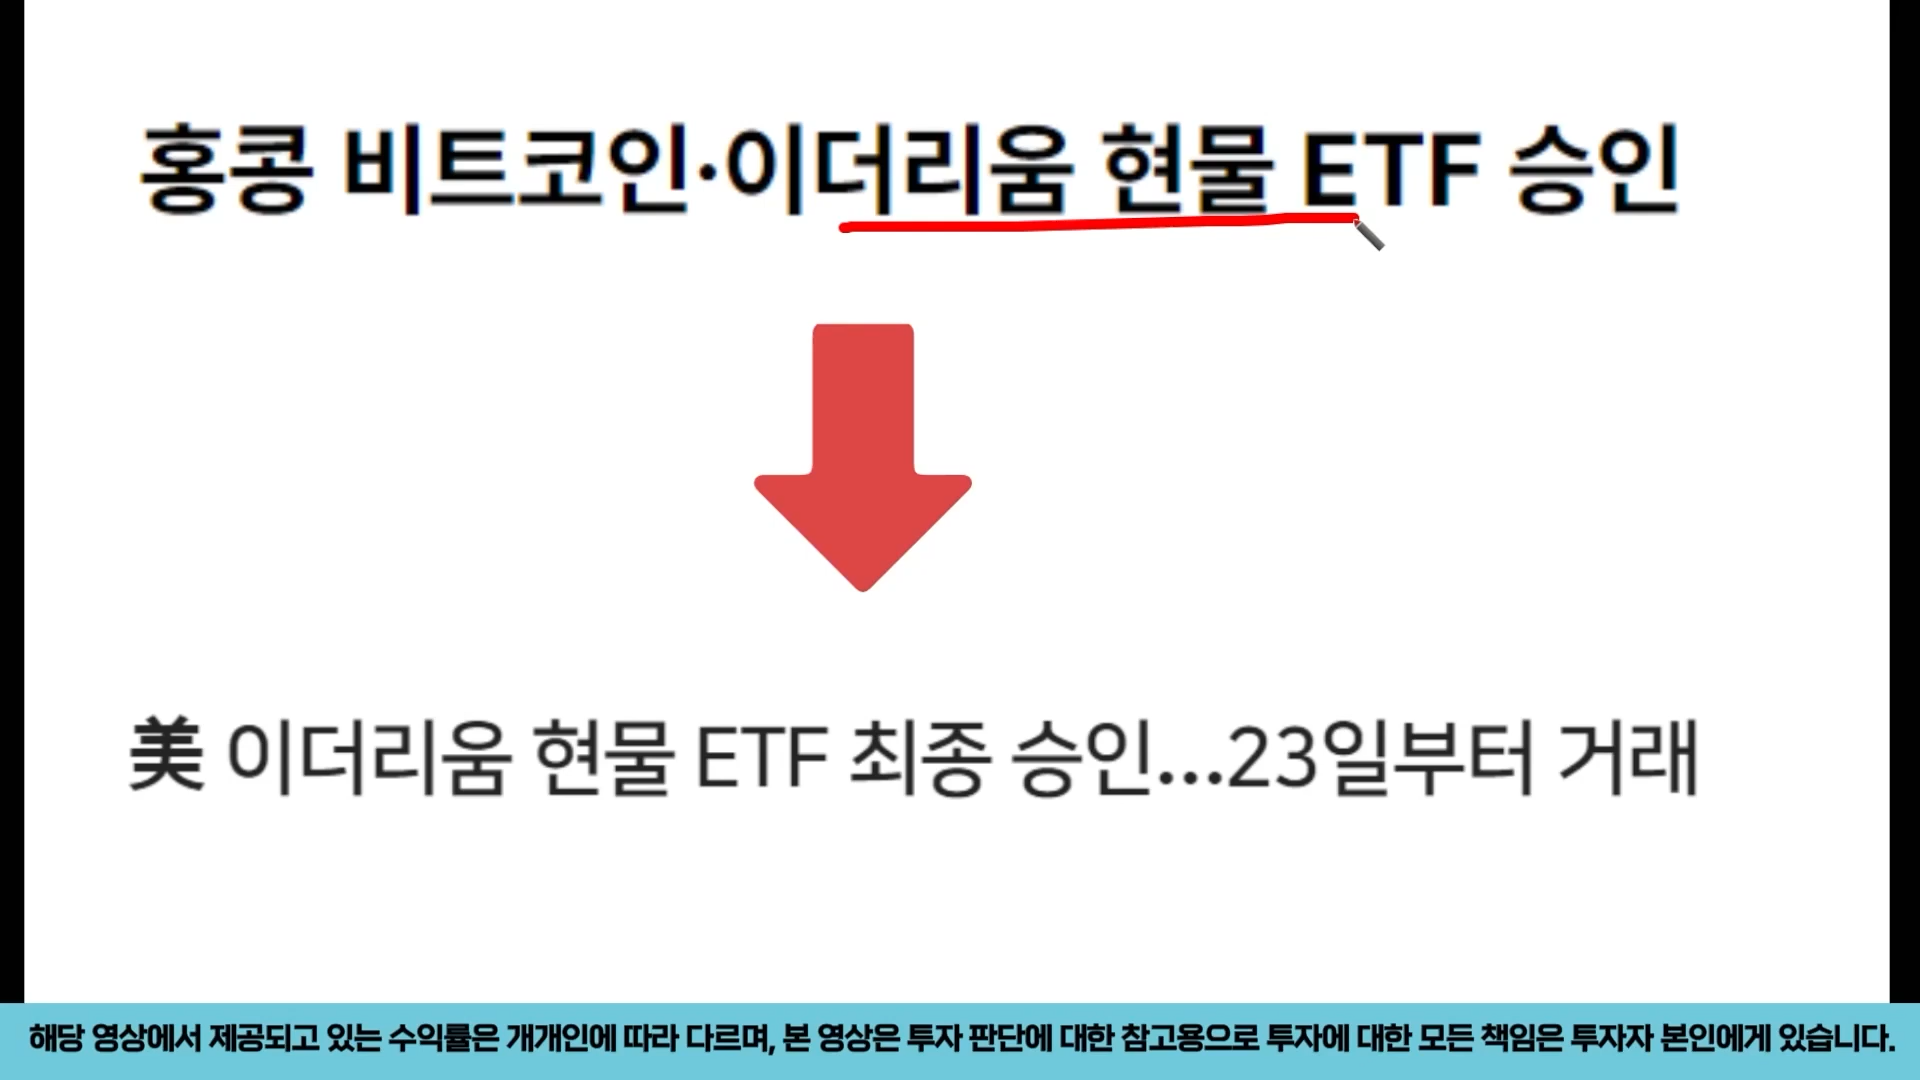 홍콩 비트코인·이더리움 현물 ETF 승인
美 이더리움 현물 ETF 최종 승인...23일부터 거래
해당 영상에서 제공되고 있는 수익률은 개개인에 따라 다르며, 본 영상은 투자 판단에 대한 참고용으로 투자에 대한 모든 책임은 투자자 본인에게 있습니다.